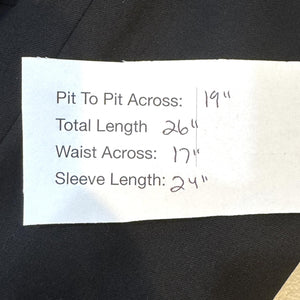 Pit To Pit Across: 19"
Total Length 26"
Waist Across: 17"
Sleeve Length: 24"